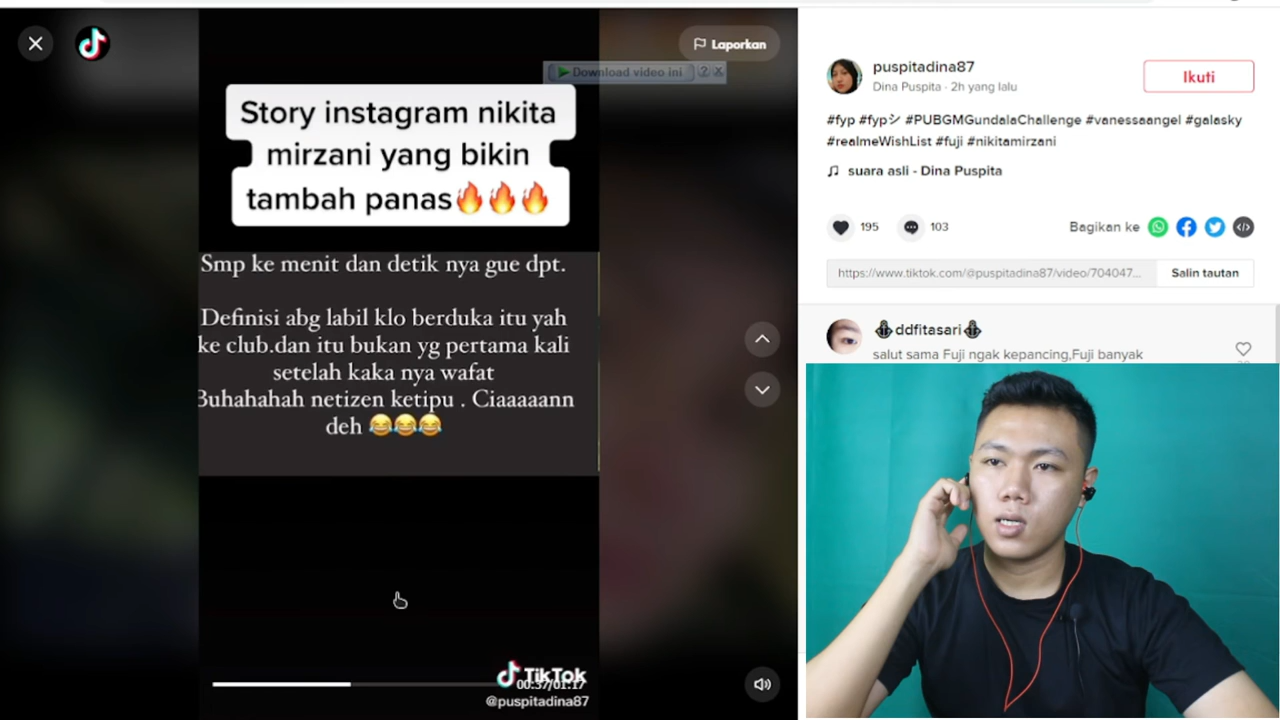 Laporkan
Download video ini
Story instagram nikita
mirzani yang bikin
tambah panas🔥🔥🔥
Smp ke menit dan detik nya gue dpt.
Definisi abg labil klo berduka itu yah
ke club.dan itu bukan yg pertama kali
setelah kaka nya wafat
Buhahahah netizen ketipu . Ciaaaaann
deh 😂😂😂
00:37/01:17
TikTok
@puspitadina87
puspitadina87
Dina Puspita · 2h yang lalu
Ikuti
#fyp #fypシ #PUBGMGundalaChallenge #vanessaangel #galasky
#realmeWishList #fuji #nikitamirzani
♫ suara asli - Dina Puspita
195
103
Bagikan ke
https://www.tiktok.com/@puspitadina87/video/704047...
Salin tautan
ddfitasari
salut sama Fuji ngak kepancing,Fuji banyak